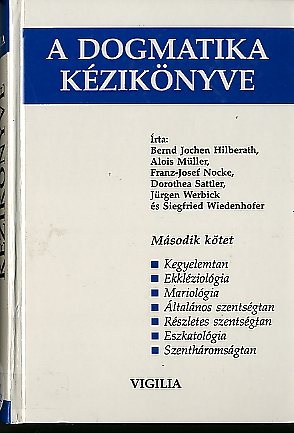 A DOGMATIKA
KÉZIKÖNYVE
Írta:
Bernd Jochen Hilberath,
Alois Müller,
Franz-Josef Nocke,
Dorothea Sattler,
Jürgen Werbick
és Siegfried Wiedenhofer
Második kötet
■ Kegyelemtan
■ Ekkléziológia
■ Mariológia
■ Általános szentségtan
■ Részletes szentségtan
■ Eszkatológia
■ Szentháromságtan
VIGILIA